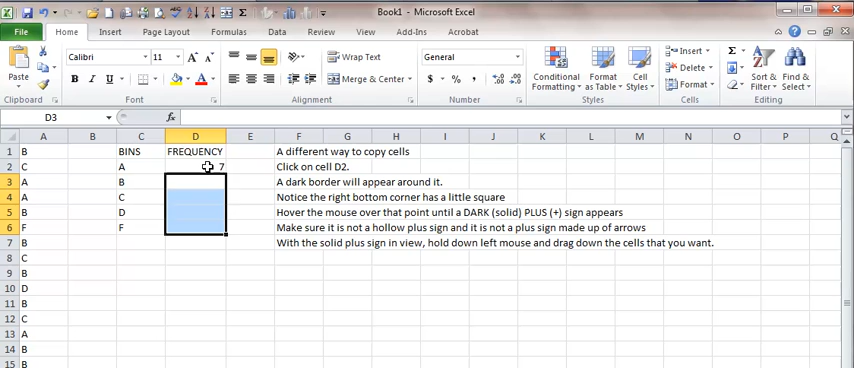 Book1 - Microsoft Excel
File Home Insert Page Layout Formulas Data Review View Add-Ins Acrobat
Calibri 11 Wrap Text General Insert
Paste B I U A Merge & Center $ % , Conditional Formatting Format as Table Cell Styles Delete Format Sort & Filter Find & Select
Clipboard Font Alignment Number Styles Cells Editing
D3 fx
A B C D E F G H I J K L M N O P Q
1 B BINS FREQUENCY A different way to copy cells
2 C A 7 Click on cell D2.
3 A B A dark border will appear around it.
4 A C Notice the right bottom corner has a little square
5 B D Hover the mouse over that point until a DARK (solid) PLUS (+) sign appears
6 F F Make sure it is not a hollow plus sign and it is not a plus sign made up of arrows
7 B With the solid plus sign in view, hold down left mouse and drag down the cells that you want.
8 C
9 B
10 D
11 B
12 C
13 A
14 B
15 B